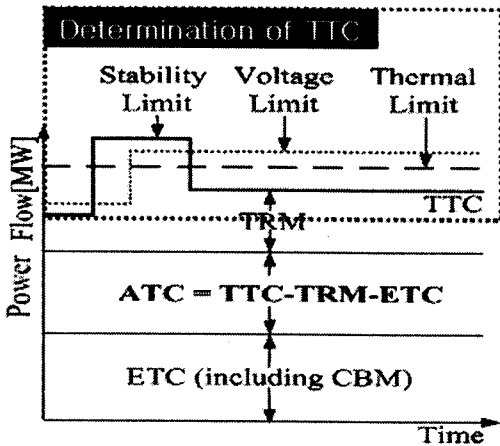 Determination of TTC
Stability Limit
Voltage Limit
Thermal Limit
Power Flow[MW]
TTC
TRM
ATC = TTC-TRM-ETC
ETC (including CBM)
Time